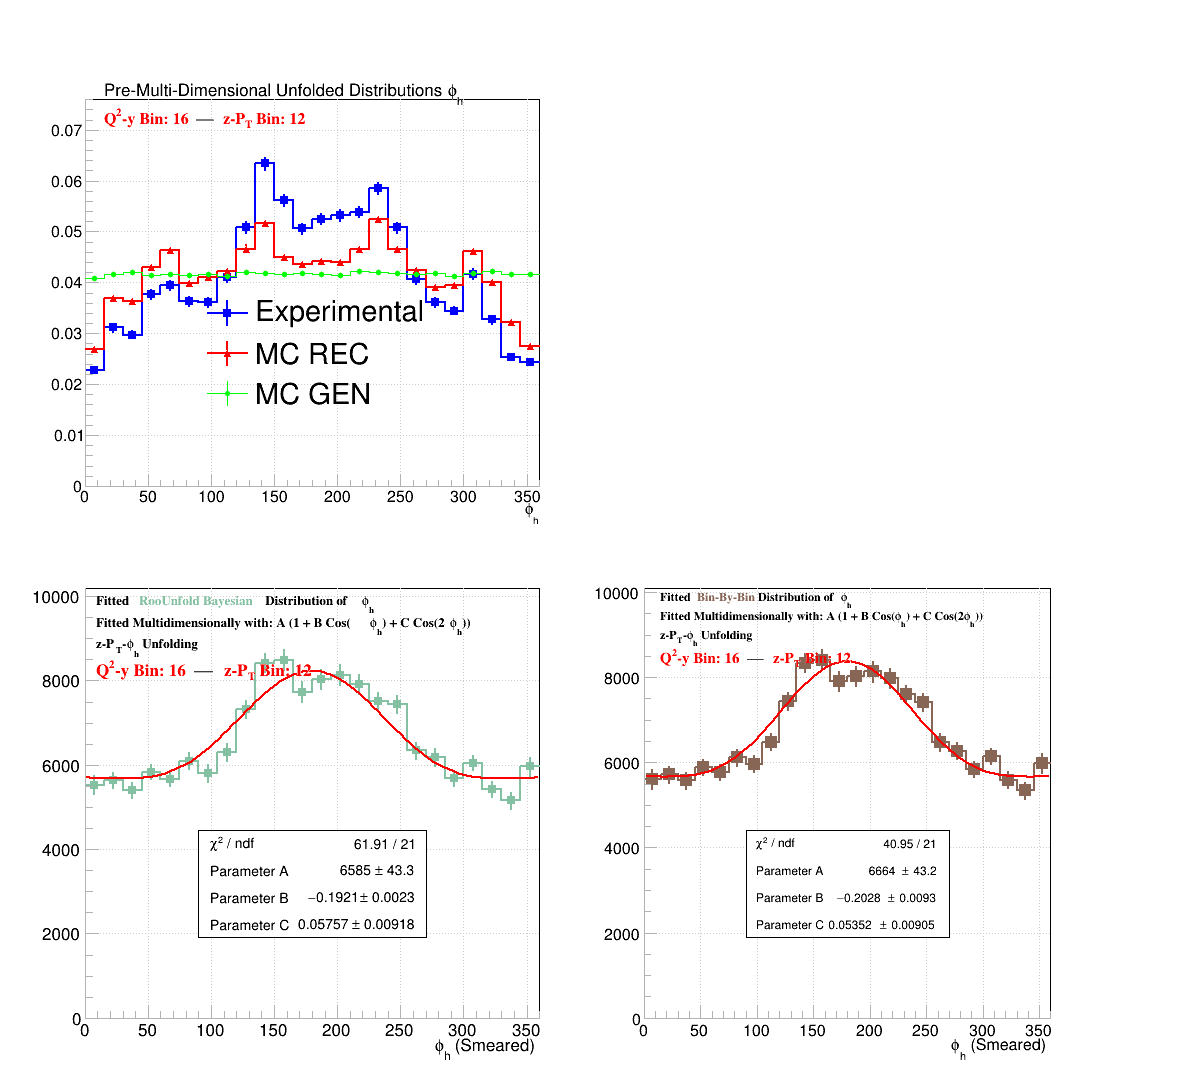 Pre-Multi-Dimensional Unfolded Distributions ϕ_h
Q²-y Bin: 16 — z-P_T Bin: 12
0.07
0.06
0.05
0.04
0.03
0.02
0.01
0
Experimental
MC REC
MC GEN
0 50 100 150 200 250 300 350
ϕ_h
Fitted RooUnfold Bayesian Distribution of ϕ_h
Fitted Multidimensionally with: A (1 + B Cos( ϕ_h) + C Cos(2 ϕ_h))
z-P_T-ϕ_h Unfolding
Q²-y Bin: 16 — z-P_T Bin: 12
10000
8000
6000
4000
2000
0
χ² / ndf 61.91 / 21
Parameter A 6585 ± 43.3
Parameter B −0.1921± 0.0023
Parameter C 0.05757 ± 0.00918
0 50 100 150 200 250 300 350
ϕ_h (Smeared)
Fitted Bin-By-Bin Distribution of ϕ_h
Fitted Multidimensionally with: A (1 + B Cos(ϕ_h) + C Cos(2ϕ_h))
z-P_T-ϕ_h Unfolding
Q²-y Bin: 16 — z-P_T Bin: 12
10000
8000
6000
4000
2000
0
χ² / ndf 40.95 / 21
Parameter A 6664 ± 43.2
Parameter B −0.2028 ± 0.0093
Parameter C 0.05352 ± 0.00905
0 50 100 150 200 250 300 350
ϕ_h (Smeared)